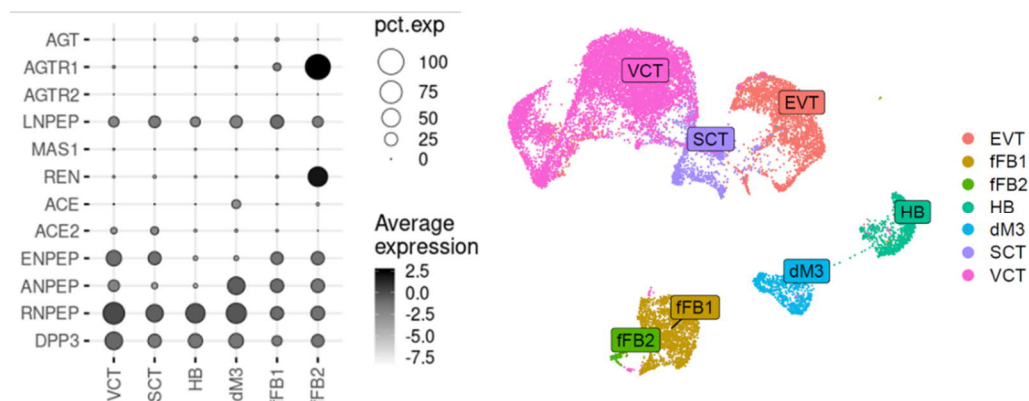 AGT
AGTR1
AGTR2
LNPEP
MAS1
REN
ACE
ACE2
ENPEP
ANPEP
RNPEP
DPP3
VCT
SCT
HB
dM3
fFB1
fFB2
pct.exp
100
75
50
25
0
Average
expression
2.5
0.0
-2.5
-5.0
-7.5
VCT
EVT
SCT
HB
dM3
fFB1
fFB2
EVT
fFB1
fFB2
HB
dM3
SCT
VCT